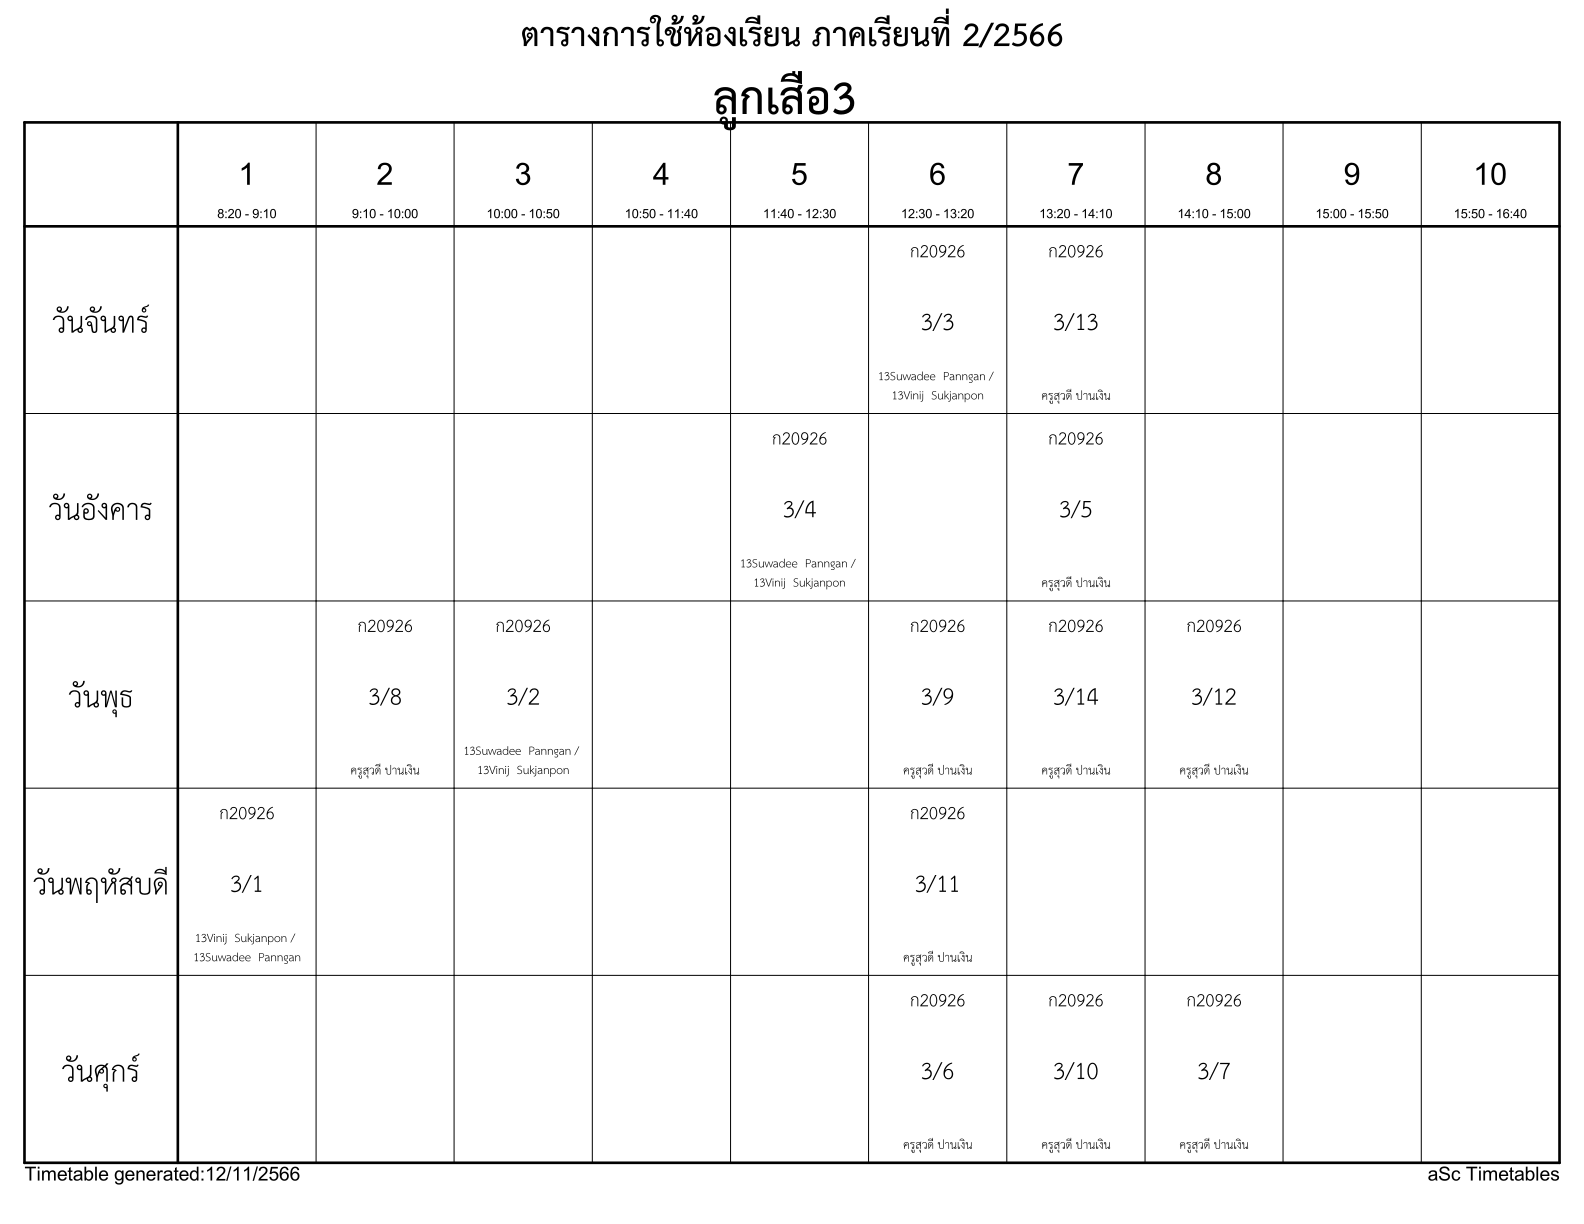 ตารางการใช้ห้องเรียน ภาคเรียนที่ 2/2566
ลูกเสือ3
1 2 3 4 5 6 7 8 9 10
8:20 - 9:10 9:10 - 10:00 10:00 - 10:50 10:50 - 11:40 11:40 - 12:30 12:30 - 13:20 13:20 - 14:10 14:10 - 15:00 15:00 - 15:50 15:50 - 16:40
ก20926 ก20926
วันจันทร์ 3/3 3/13
13Suwadee Panngan /
13Vinij Sukjanpon ครูสุวดี ปานเงิน
ก20926 ก20926
วันอังคาร 3/4 3/5
13Suwadee Panngan /
13Vinij Sukjanpon ครูสุวดี ปานเงิน
ก20926 ก20926 ก20926 ก20926 ก20926
วันพุธ 3/8 3/2 3/9 3/14 3/12
13Suwadee Panngan /
ครูสุวดี ปานเงิน 13Vinij Sukjanpon ครูสุวดี ปานเงิน ครูสุวดี ปานเงิน ครูสุวดี ปานเงิน
ก20926 ก20926
วันพฤหัสบดี 3/1 3/11
13Vinij Sukjanpon /
13Suwadee Panngan ครูสุวดี ปานเงิน
ก20926 ก20926 ก20926
วันศุกร์ 3/6 3/10 3/7
ครูสุวดี ปานเงิน ครูสุวดี ปานเงิน ครูสุวดี ปานเงิน
Timetable generated:12/11/2566 aSc Timetables